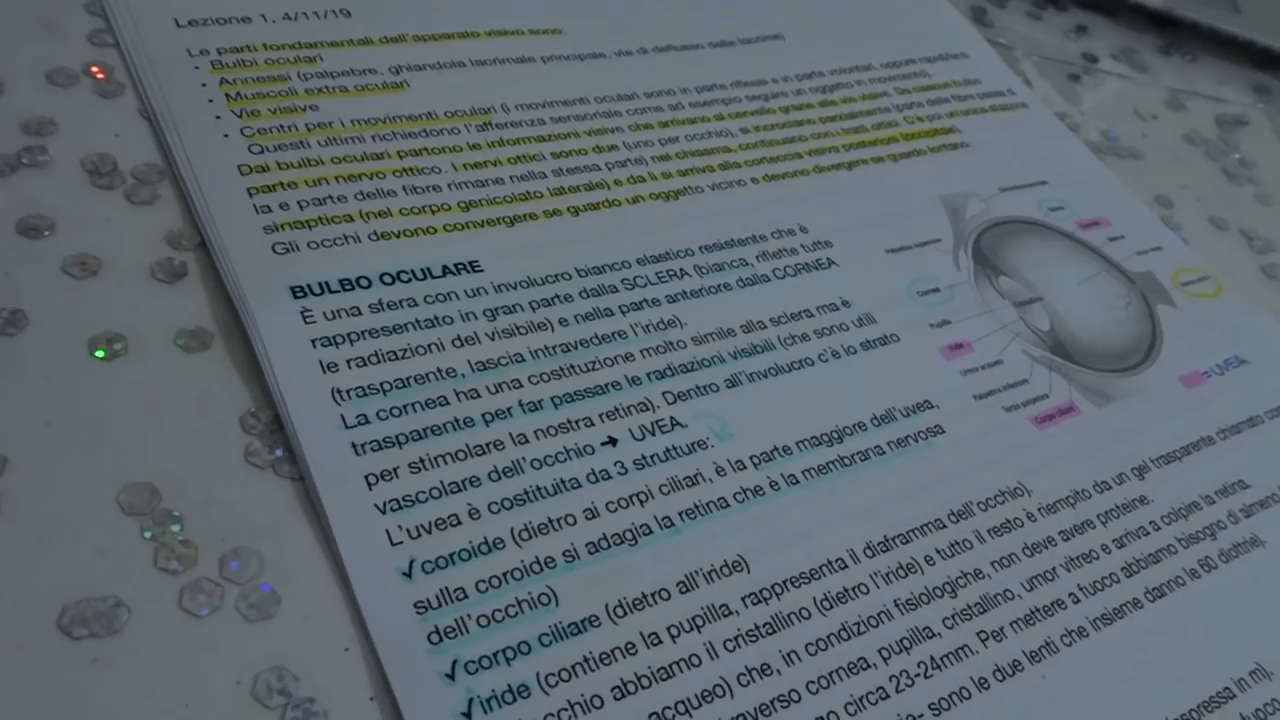 Lezione 1, 4/11/19
Le parti fondamentali dell'apparato visivo sono:
• Bulbi oculari
• Annessi (palpebre, ghiandola lacrimale principale, vie di deflusso delle lacrime)
• Muscoli extra oculari
• Vie visive
• Centri per i movimenti oculari (i movimenti oculari sono in parte riflessi e in parte volontari, oppure rapidi/lenti
Questi ultimi richiedono l'afferenza sensoriale come ad esempio seguire un oggetto in movimento).
Dai bulbi oculari partono le informazioni visive che arrivano al cervello grazie alle vie visive. Da ciascun bulbo
parte un nervo ottico. I nervi ottici sono due (uno per occhio), si incrociano parzialmente (parte delle fibre passa di
la e parte delle fibre rimane nella stessa parte) nel chiasma, continuano con i tratti ottici. C'è poi una stazione
sinaptica (nel corpo genicolato laterale) e da lì si arriva alla corteccia visiva posteriore (occipitale).
Gli occhi devono convergere se guardo un oggetto vicino e devono divergere se guardo lontano.
BULBO OCULARE
È una sfera con un involucro bianco elastico resistente che è
rappresentato in gran parte dalla SCLERA (bianca, riflette tutte
le radiazioni del visibile) e nella parte anteriore dalla CORNEA
(trasparente, lascia intravedere l'iride).
La cornea ha una costituzione molto simile alla sclera ma è
trasparente per far passare le radiazioni visibili (che sono utili
per stimolare la nostra retina). Dentro all'involucro c'è lo strato
vascolare dell'occhio ➔ UVEA.
L'uvea è costituita da 3 strutture:
✓coroide (dietro ai corpi ciliari, è la parte maggiore dell'uvea,
sulla coroide si adagia la retina che è la membrana nervosa
dell'occhio)
✓corpo ciliare (dietro all'iride)
✓iride (contiene la pupilla, rappresenta il diaframma dell'occhio).
occhio abbiamo il cristallino (dietro l'iride) e tutto il resto è riempito da un gel trasparente chiamato
acqueo) che, in condizioni fisiologiche, non deve avere proteine.
traverso cornea, pupilla, cristallino, umor vitreo e arriva a colpire la retina.
circa 23-24mm. Per mettere a fuoco abbiamo bisogno di almeno
sono le due lenti che insieme danno le 60 diottrie).
Palpebra superiore
Cornea
Pupilla
Iride
Umor acqueo
Palpebra inferiore
Corpo ciliare
= UVEA